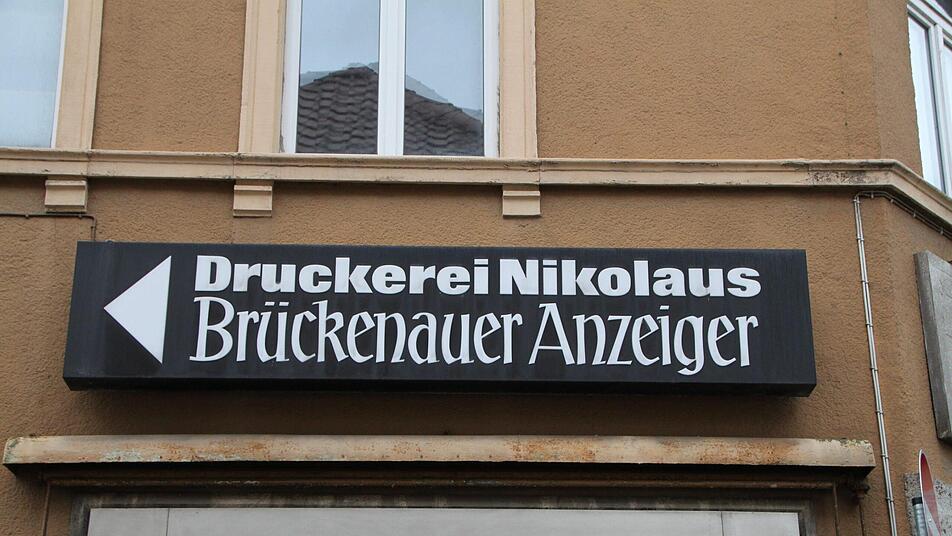 Druckerei Nikolaus
Brückenauer Anzeiger